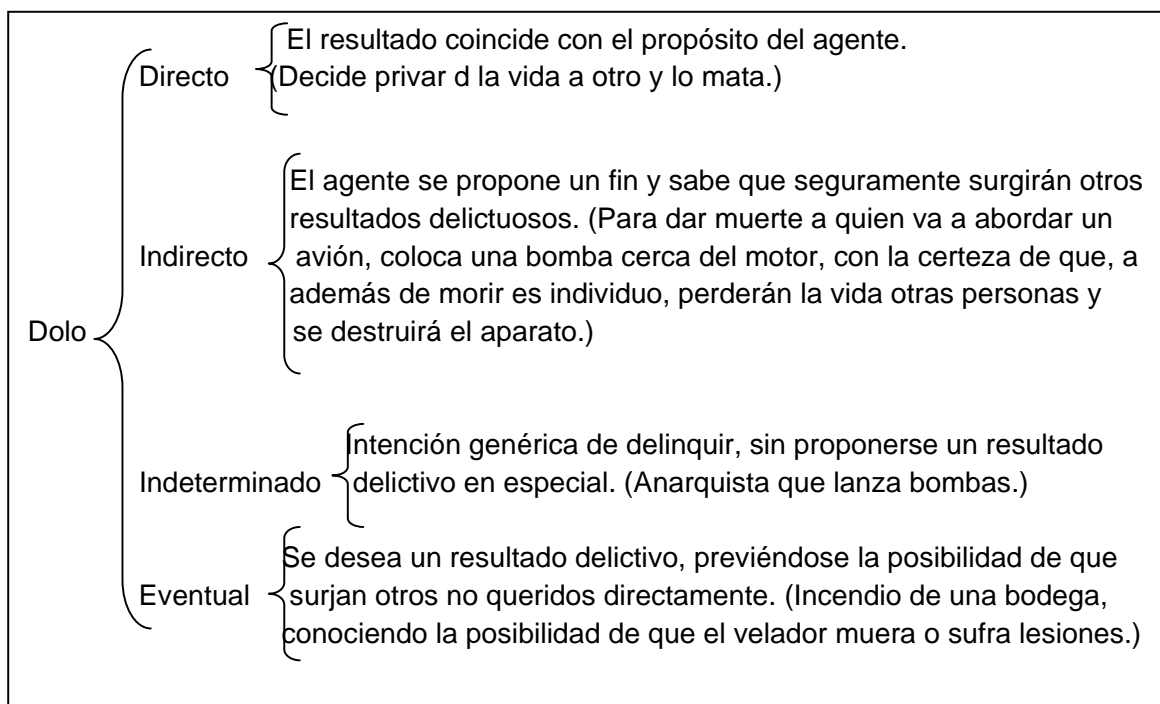 El resultado coincide con el propósito del agente.
Directo (Decide privar d la vida a otro y lo mata.)
El agente se propone un fin y sabe que seguramente surgirán otros
resultados delictuosos. (Para dar muerte a quien va a abordar un
Indirecto avión, coloca una bomba cerca del motor, con la certeza de que, a
además de morir es individuo, perderán la vida otras personas y
Dolo se destruirá el aparato.)
Intención genérica de delinquir, sin proponerse un resultado
Indeterminado delictivo en especial. (Anarquista que lanza bombas.)
Se desea un resultado delictivo, previéndose la posibilidad de que
Eventual surjan otros no queridos directamente. (Incendio de una bodega,
conociendo la posibilidad de que el velador muera o sufra lesiones.)